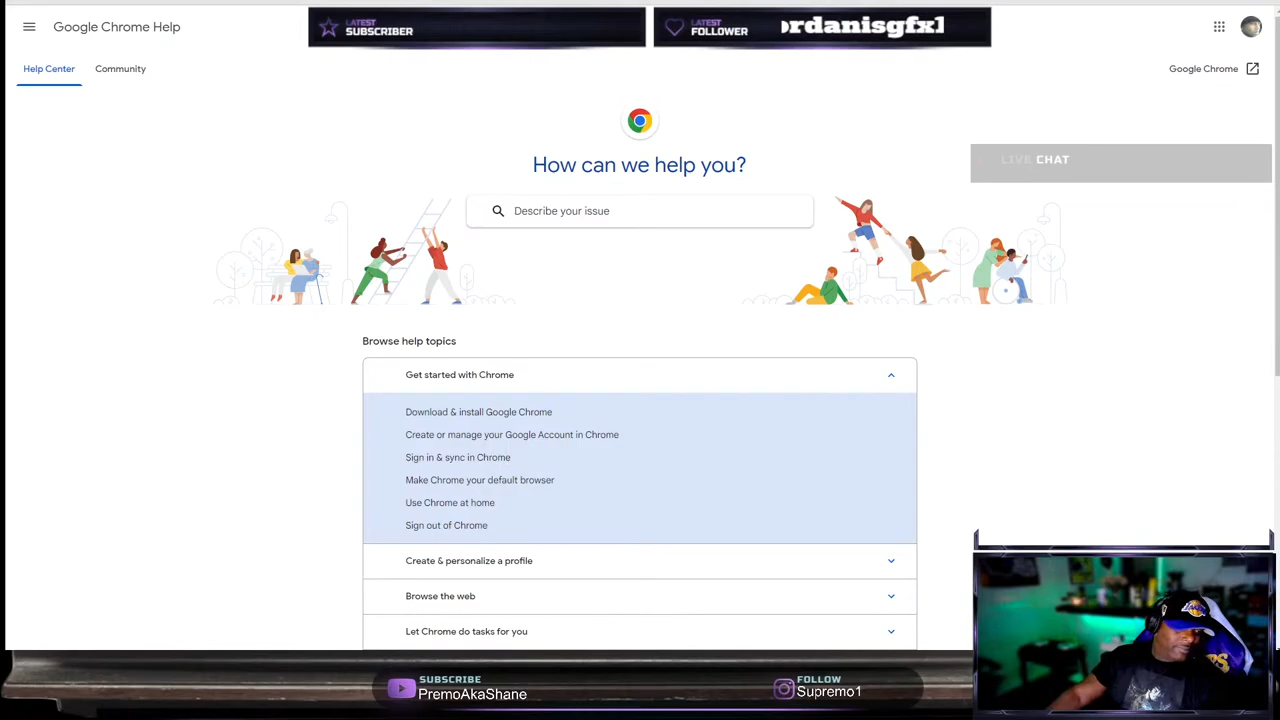 Google Chrome Help
LATEST
SUBSCRIBER
LATEST
FOLLOWER
ordanisgfx1
Help Center
Community
Google Chrome
How can we help you?
LIVE CHAT
Describe your issue
Browse help topics
Get started with Chrome
Download & install Google Chrome
Create or manage your Google Account in Chrome
Sign in & sync in Chrome
Make Chrome your default browser
Use Chrome at home
Sign out of Chrome
Create & personalize a profile
Browse the web
Let Chrome do tasks for you
SUBSCRIBE
PremoAkaShane
FOLLOW
Supremo1